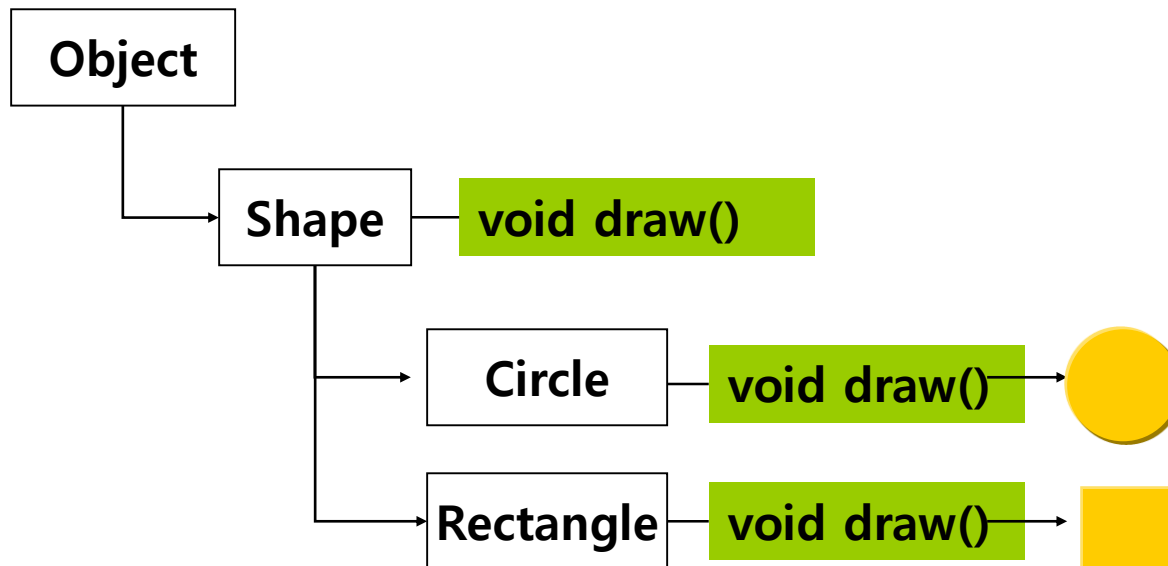 Object
Shape
void draw()
Circle
void draw()
Rectangle
void draw()